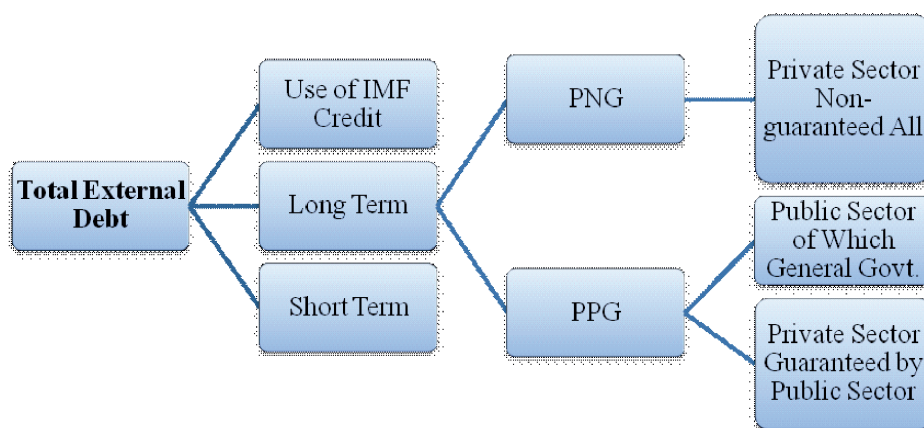 Total External
Debt
Use of IMF
Credit
Long Term
Short Term
PNG
PPG
Private Sector
Non-
guaranteed All
Public Sector
of Which
General Govt.
Private Sector
Guaranteed by
Public Sector